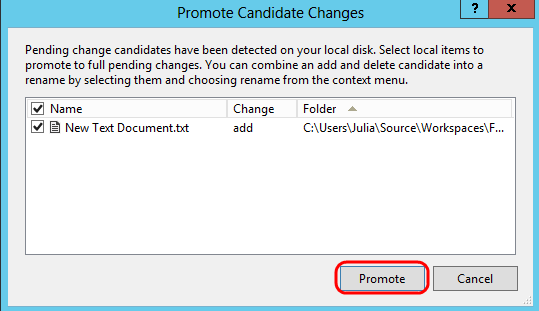 Promote Candidate Changes
?
Pending change candidates have been detected on your local disk. Select local items to
promote to full pending changes. You can combine an add and delete candidate into a
rename by selecting them and choosing rename from the context menu.
Name Change Folder
New Text Document.txt add C:\Users\Julia\Source\Workspaces\F...
Promote Cancel